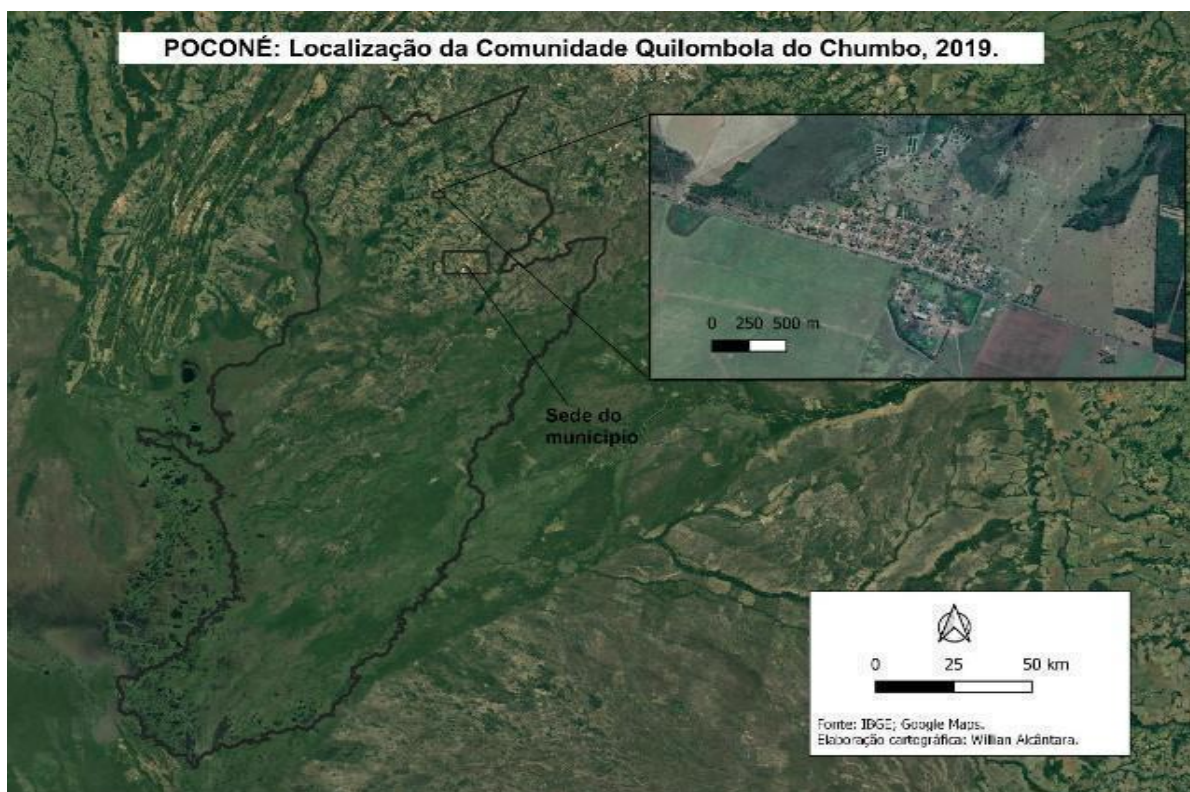 POCONÉ: Localização da Comunidade Quilombola do Chumbo, 2019.
0 250 500 m
Sede do
município
0 25 50 km
Fonte: IBGE; Google Maps.
Elaboração cartográfica: Willian Alcântara.